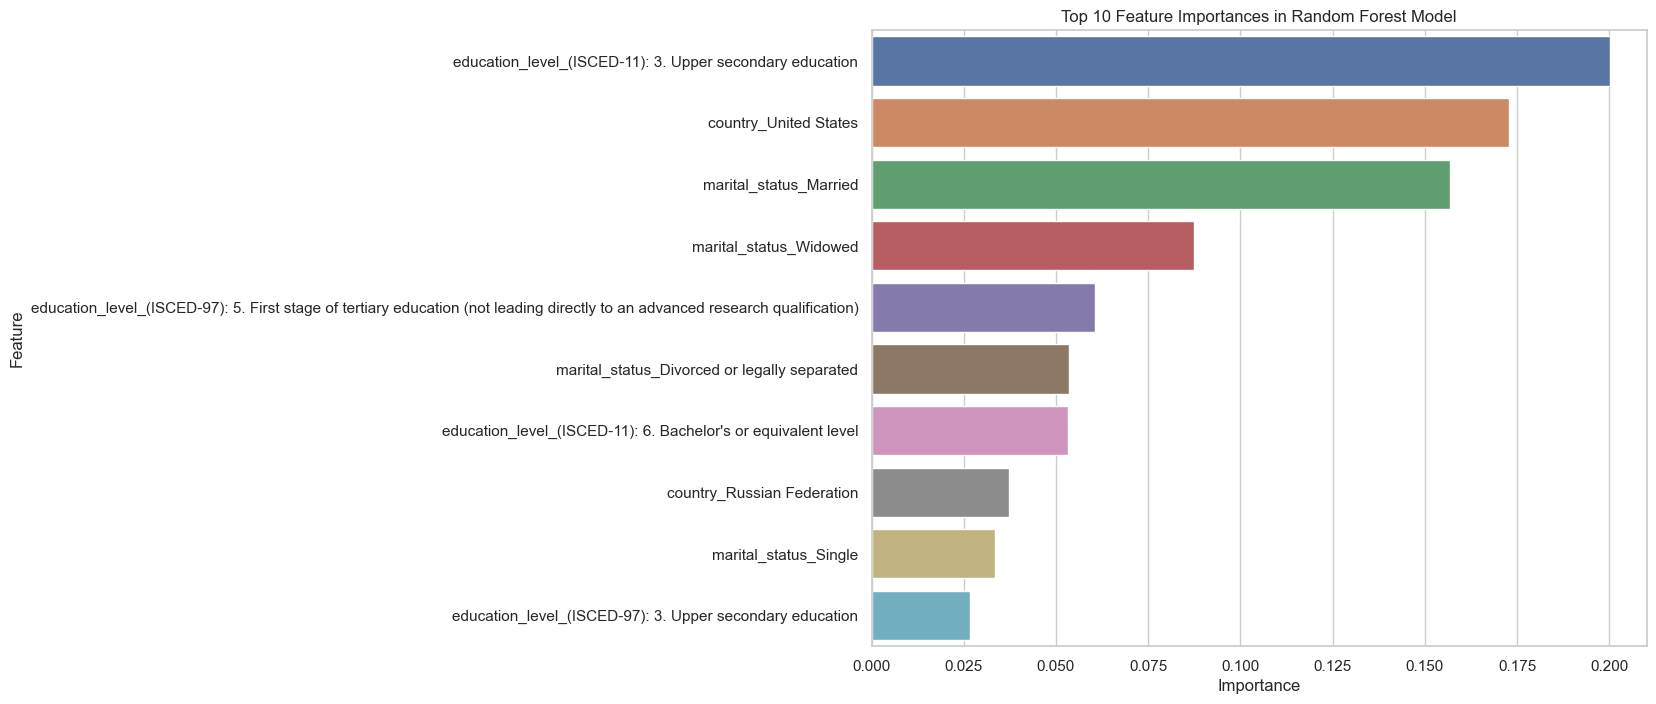 Top 10 Feature Importances in Random Forest Model
education_level_(ISCED-11): 3. Upper secondary education
country_United States
marital_status_Married
marital_status_Widowed
education_level_(ISCED-97): 5. First stage of tertiary education (not leading directly to an advanced research qualification)
marital_status_Divorced or legally separated
education_level_(ISCED-11): 6. Bachelor's or equivalent level
country_Russian Federation
marital_status_Single
education_level_(ISCED-97): 3. Upper secondary education
Feature
0.000 0.025 0.050 0.075 0.100 0.125 0.150 0.175 0.200
Importance